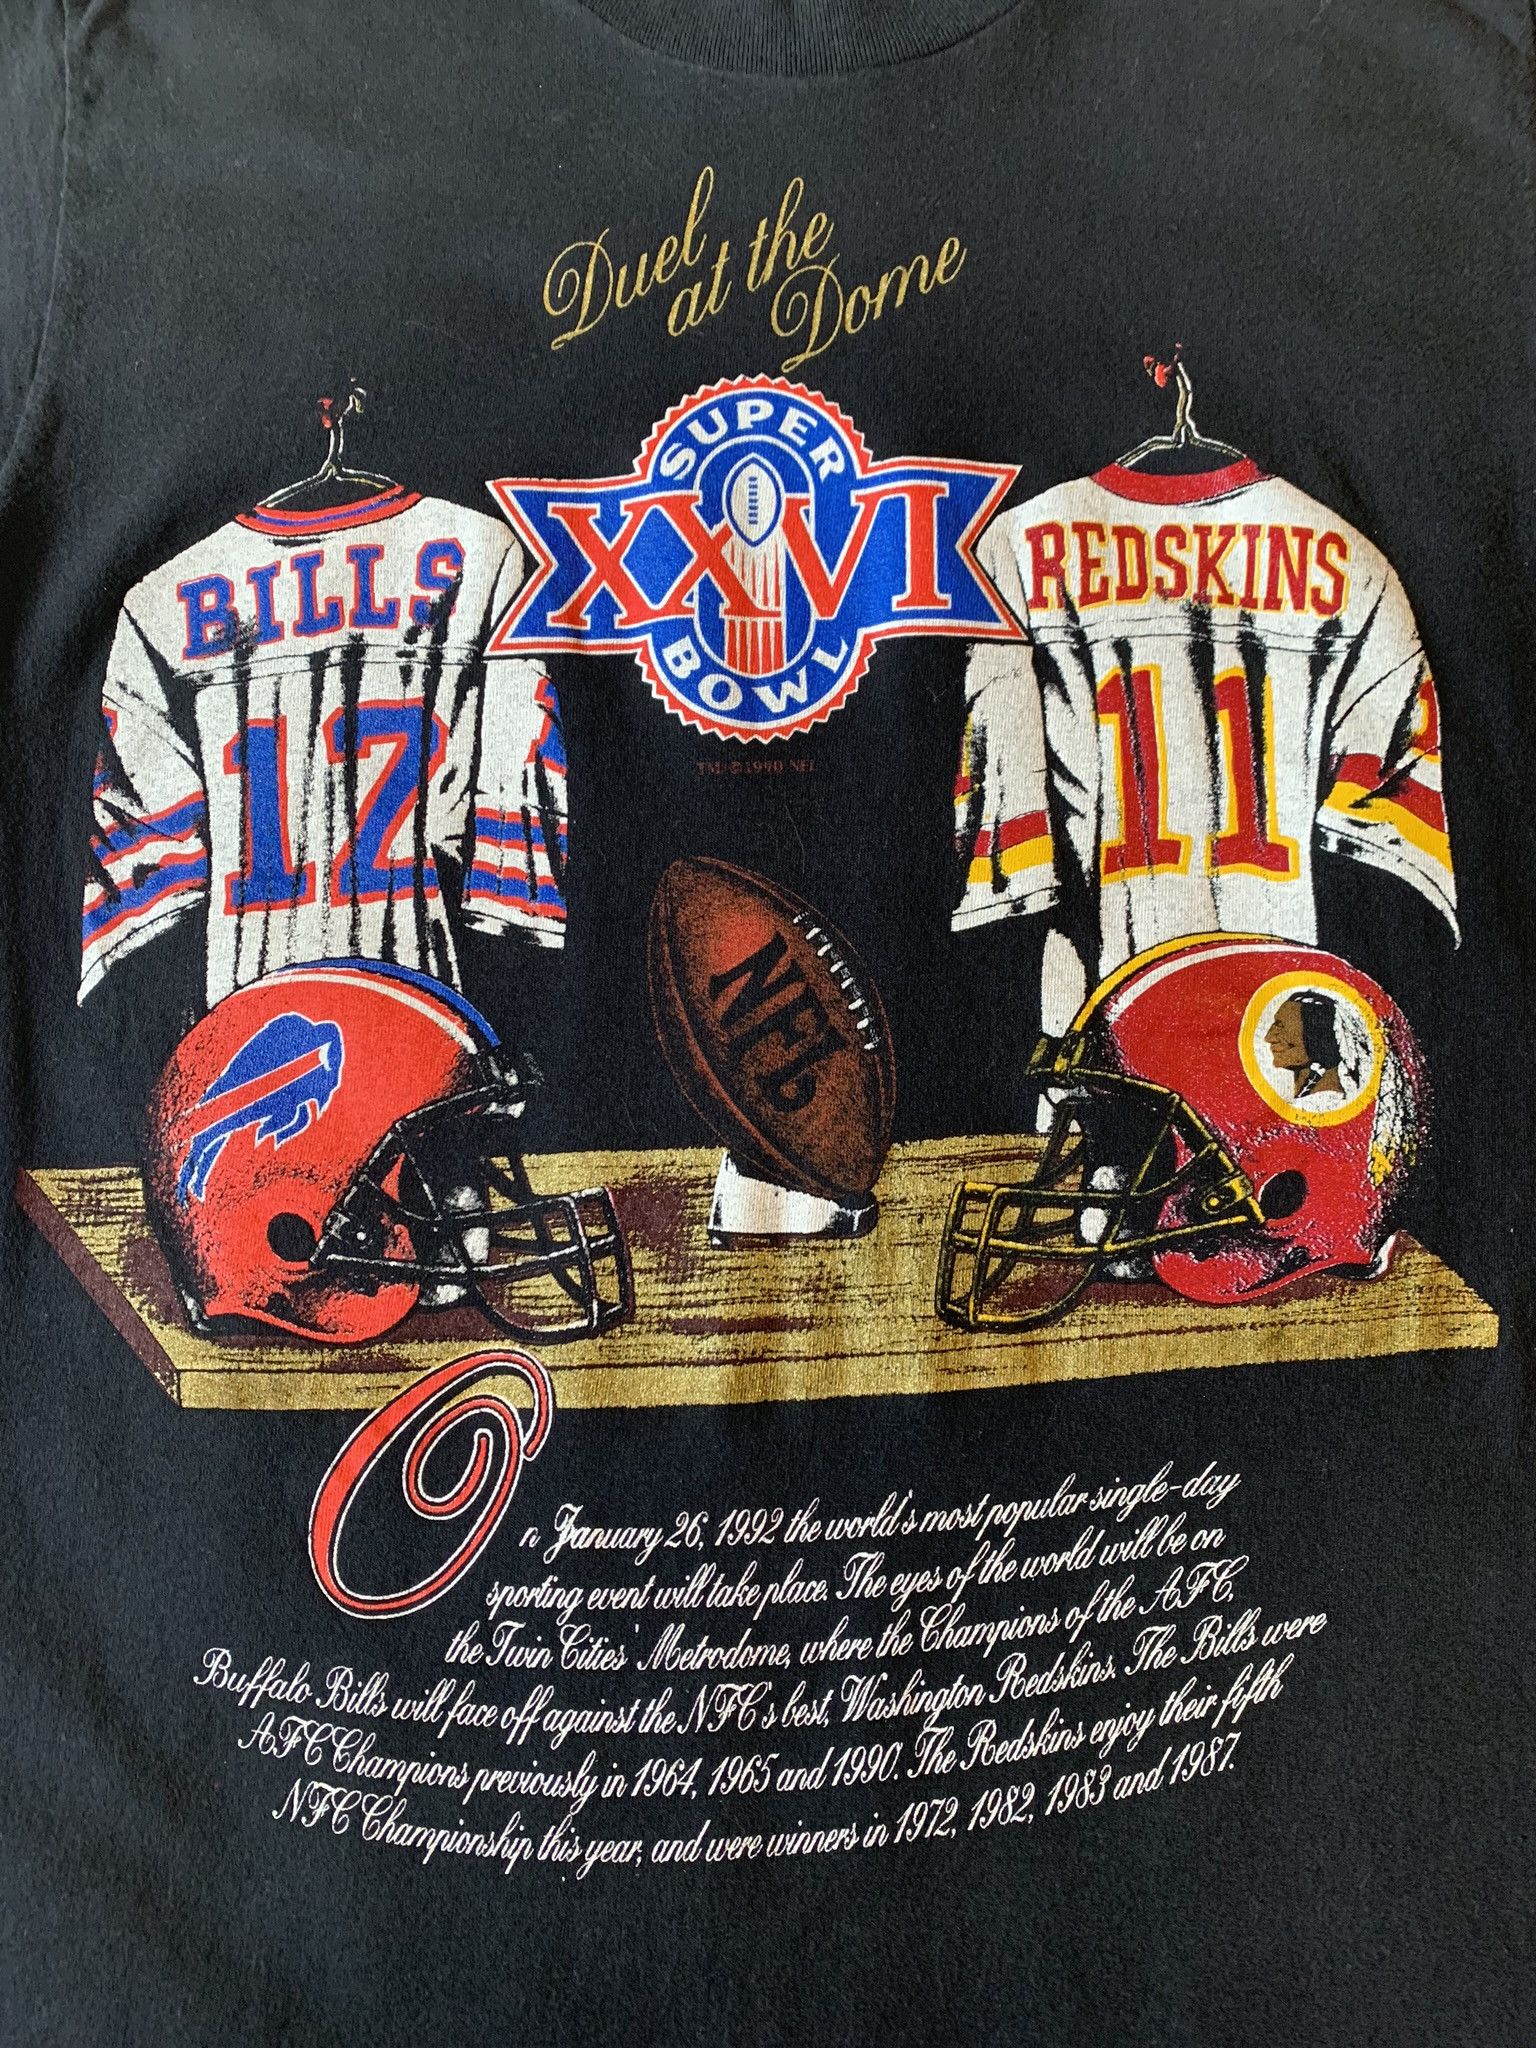 Duel
at the
Dome
SUPER
XXVI
BOWL
TM ©1990 NFL
BILLS
12
REDSKINS
11
NFL
On January 26, 1992 the world's most popular single-day
sporting event will take place. The eyes of the world will be on
the Twin Cities' Metrodome, where the Champions of the AFC,
Buffalo Bills will face off against the NFC's best, Washington Redskins. The Bills were
AFC Champions previously in 1964, 1965 and 1990. The Redskins enjoy their fifth
NFC Championship this year, and were winners in 1972, 1982, 1983 and 1987.